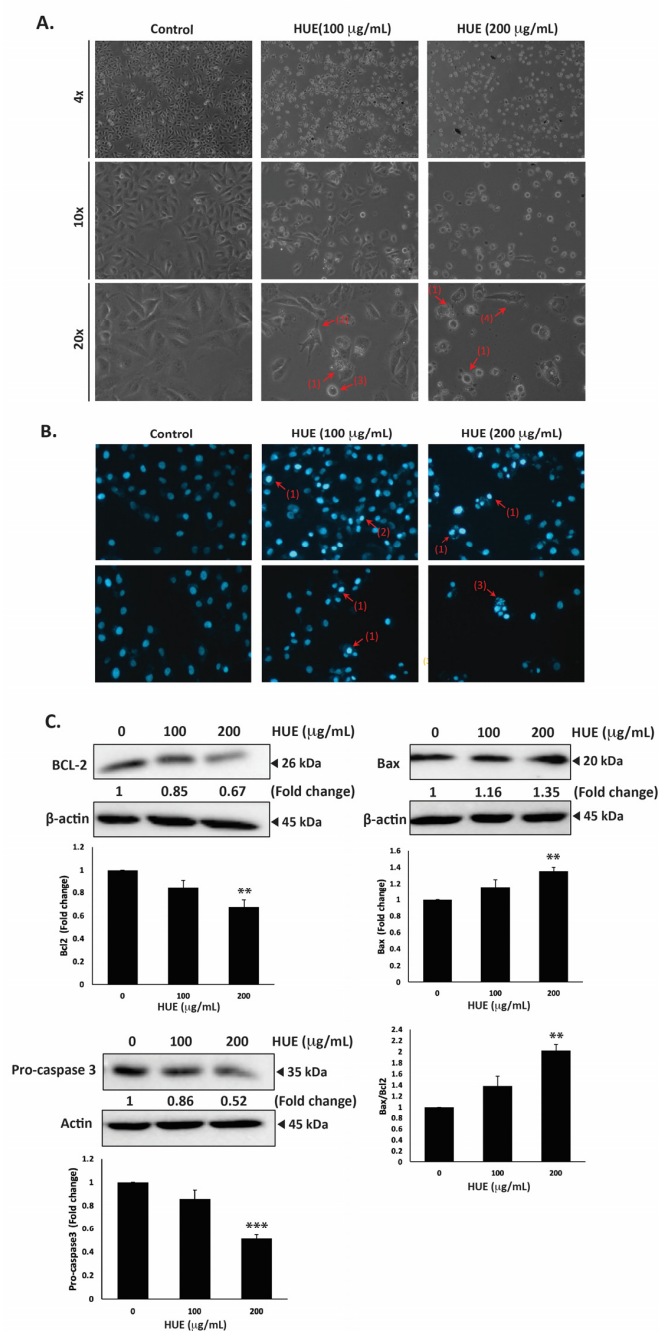 A.
Control
HUE(100 µg/mL)
HUE (200 µg/mL)
4x
10x
20x
(1)
(3)
(1)
(4)
(1)
B.
Control
HUE (100 µg/mL)
HUE (200 µg/mL)
(1)
(2)
(1)
(1)
(1)
(1)
(3)
C.
0 100 200 HUE (µg/mL)
BCL-2 26 kDa
1 0.85 0.67 (Fold change)
β-actin 45 kDa
Bcl2 (Fold change)
1.2
1
0.8
0.6
0.4
0.2
0
**
0 100 200
HUE (µg/mL)
0 100 200 HUE (µg/mL)
Bax 20 kDa
1 1.16 1.35 (Fold change)
β-actin 45 kDa
Bax (Fold change)
1.6
1.4
1.2
1
0.8
0.6
0.4
0.2
0
**
0 100 200
HUE (µg/mL)
0 100 200 HUE (µg/mL)
Pro-caspase 3 35 kDa
1 0.86 0.52 (Fold change)
Actin 45 kDa
Pro-caspase3 (Fold change)
1.2
1
0.8
0.6
0.4
0.2
0
***
0 100 200
HUE (µg/mL)
Bax/Bcl2
2.4
2.2
2
1.8
1.6
1.4
1.2
1
0.8
0.6
0.4
0.2
0
**
0 100 200
HUE (µg/mL)